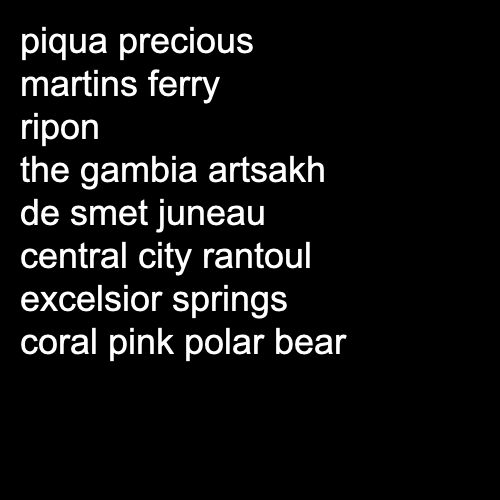 piqua precious
martins ferry
ripon
the gambia artsakh
de smet juneau
central city rantoul
excelsior springs
coral pink polar bear